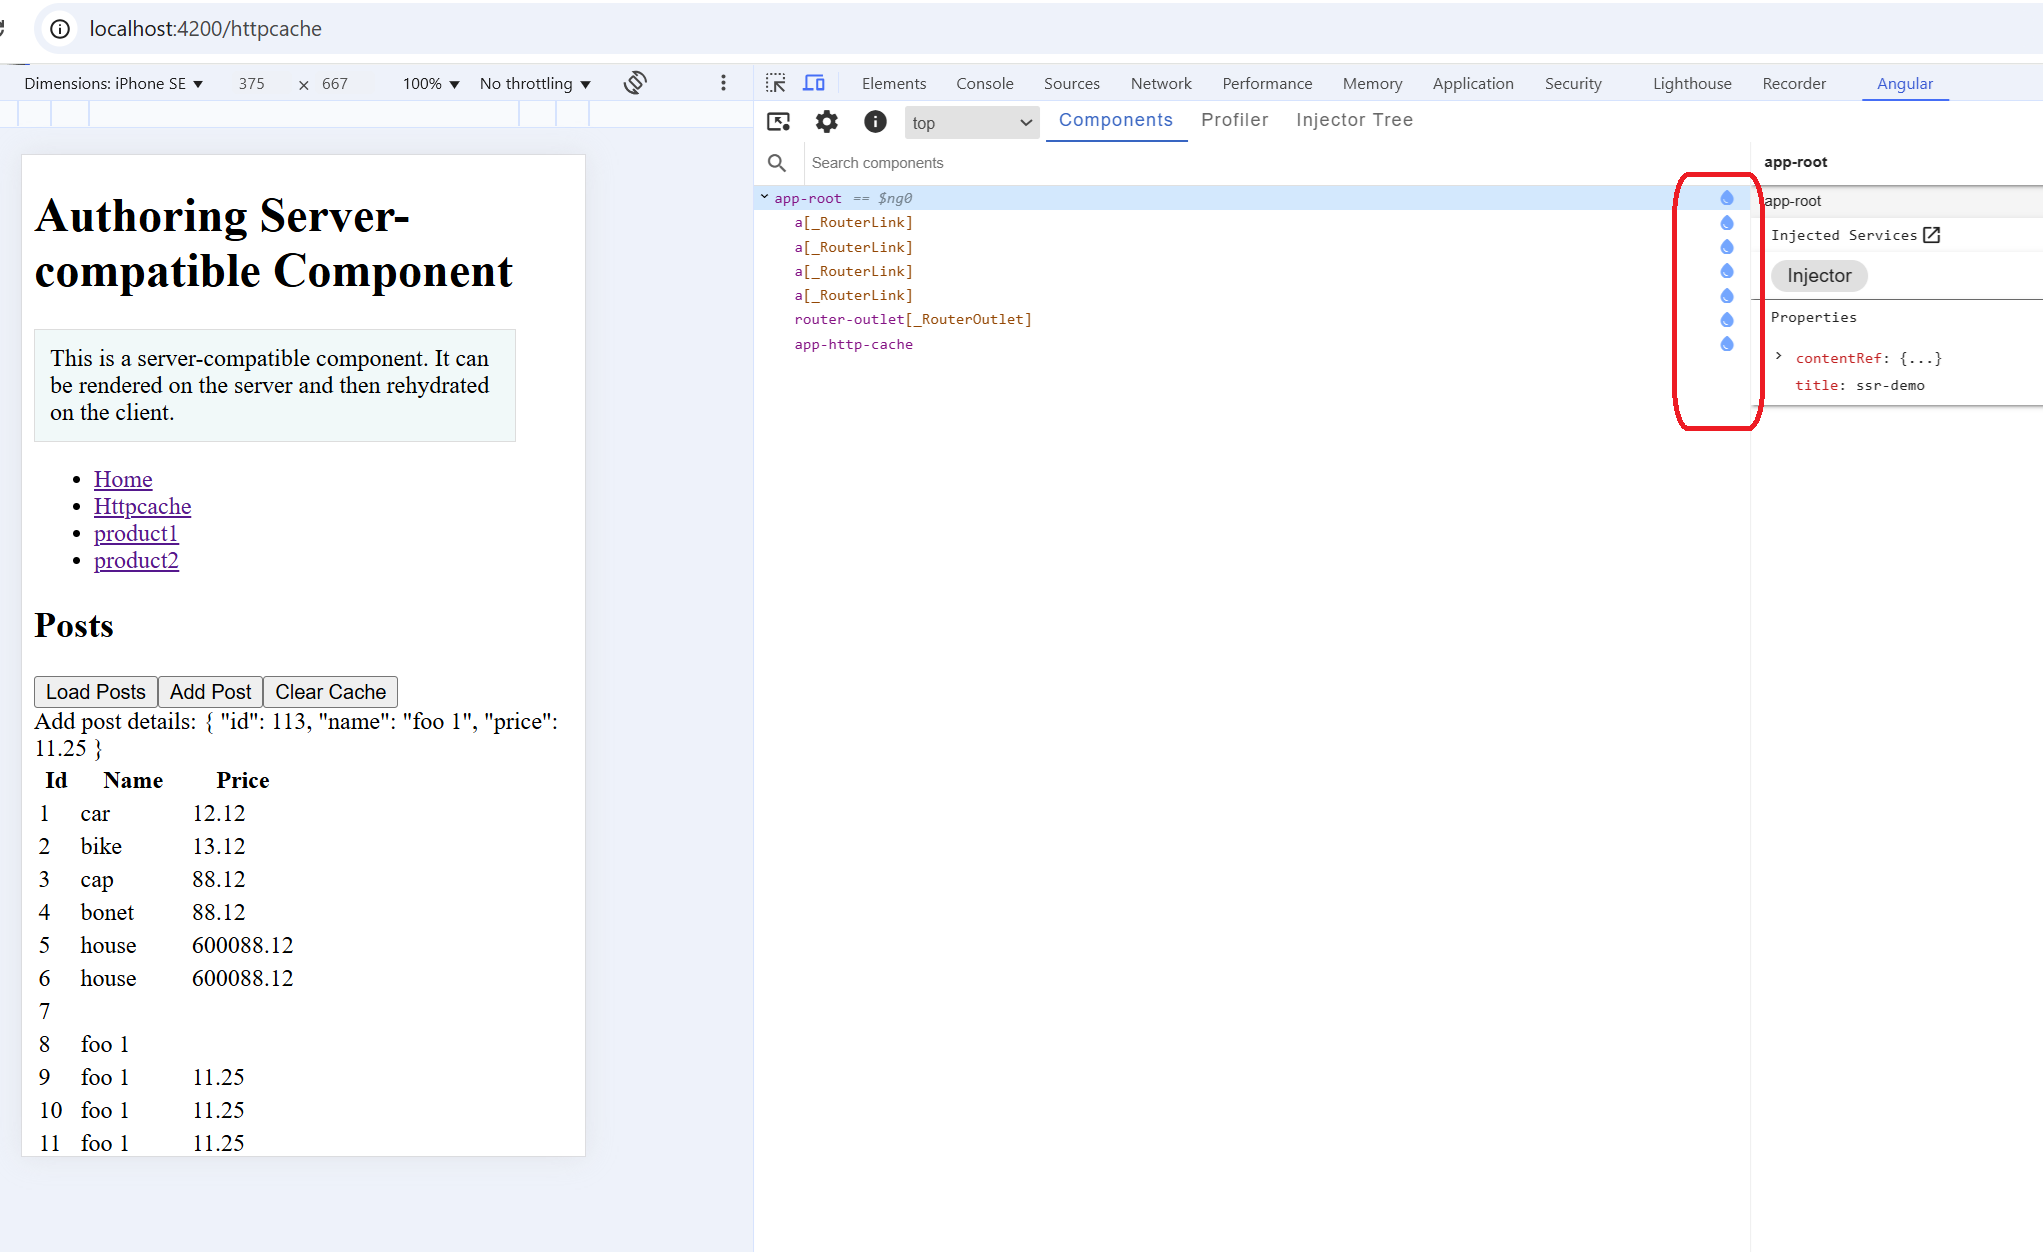 localhost:4200/httpcache
Dimensions: iPhone SE ▼ 375 × 667 100% ▼ No throttling ▼
Elements Console Sources Network Performance Memory Application Security Lighthouse Recorder Angular
top Components Profiler Injector Tree
Search components
app-root == $ng0
a[_RouterLink]
a[_RouterLink]
a[_RouterLink]
a[_RouterLink]
router-outlet[_RouterOutlet]
app-http-cache
app-root
app-root
Injected Services
Injector
Properties
contentRef: {...}
title: ssr-demo
Authoring Server-
compatible Component
This is a server-compatible component. It can
be rendered on the server and then rehydrated
on the client.
Home
Httpcache
product1
product2
Posts
Load Posts Add Post Clear Cache
Add post details: { "id": 113, "name": "foo 1", "price":
11.25 }
Id Name Price
1 car 12.12
2 bike 13.12
3 cap 88.12
4 bonet 88.12
5 house 600088.12
6 house 600088.12
7
8 foo 1
9 foo 1 11.25
10 foo 1 11.25
11 foo 1 11.25